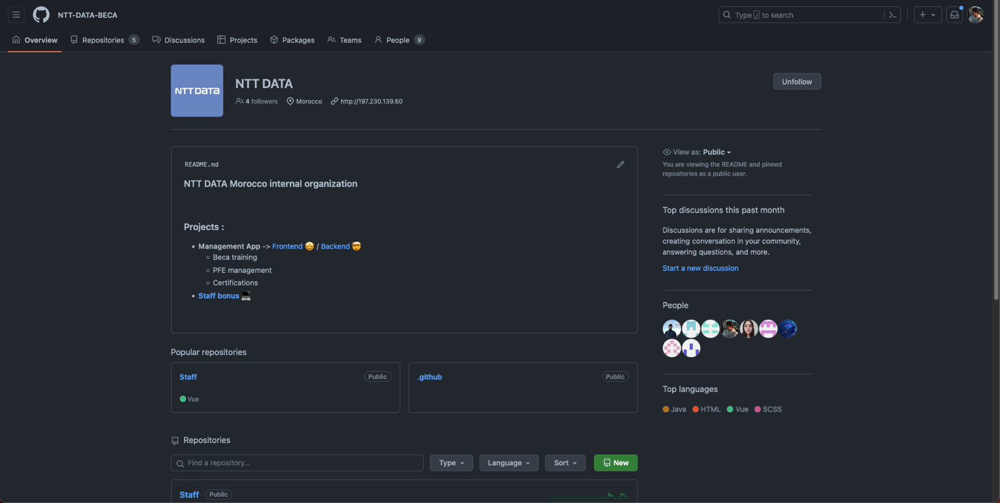 NTT-DATA-BECA
Type / to search
Overview
Repositories 5
Discussions
Projects
Packages
Teams
People 9
NTT DATA
NTT DATA
Unfollow
4 followers Morocco http://197.230.139.60
README.md
NTT DATA Morocco internal organization
Projects :
Management App -> Frontend 🤩 / Backend 🤯
Beca training
PFE management
Certifications
Staff bonus 💻
Popular repositories
Staff Public
Vue
.github Public
Repositories
Find a repository…
Type
Language
Sort
New
Staff Public
View as: Public
You are viewing the README and pinned
repositories as a public user.
Top discussions this past month
Discussions are for sharing announcements,
creating conversation in your community,
answering questions, and more.
Start a new discussion
People
Top languages
Java HTML Vue SCSS